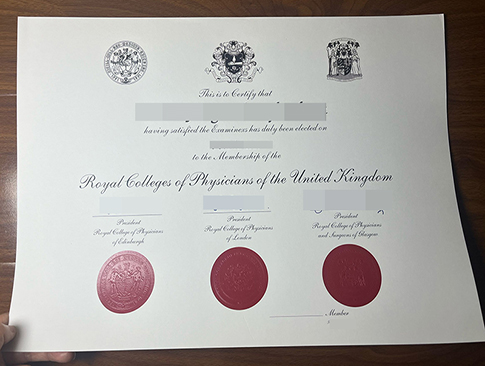 This is to Certify that
having satisfied the Examiners has duly been elected on
to the Membership of the
Royal Colleges of Physicians of the United Kingdom
President
Royal College of Physicians
of Edinburgh
President
Royal College of Physicians
of London
President
Royal College of Physicians
and Surgeons of Glasgow
Member